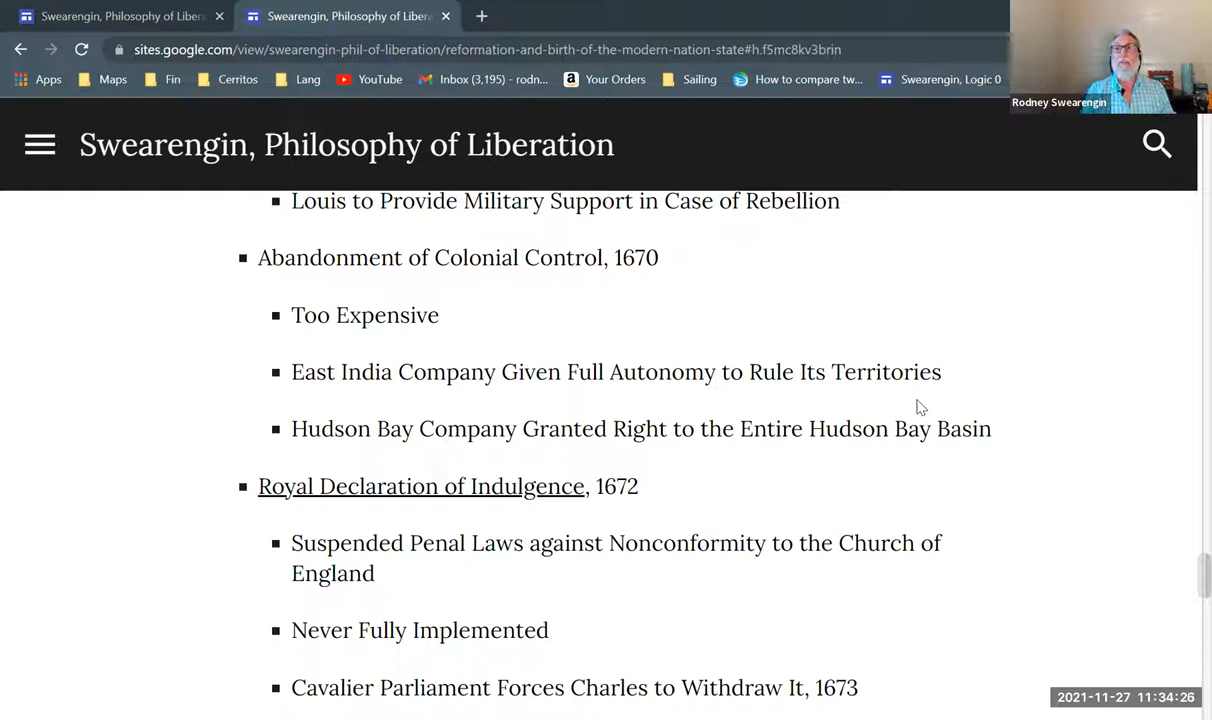 Swearengin, Philosophy of Liber
Swearengin, Philosophy of Liber
sites.google.com/view/swearengin-phil-of-liberation/reformation-and-birth-of-the-modern-nation-state#h.f5mc8kv3brin
Apps Maps Fin Cerritos Lang YouTube Inbox (3,195) - rodn... Your Orders Sailing How to compare tw... Swearengin, Logic 0
Rodney Swearengin
Swearengin, Philosophy of Liberation
Louis to Provide Military Support in Case of Rebellion
Abandonment of Colonial Control, 1670
Too Expensive
East India Company Given Full Autonomy to Rule Its Territories
Hudson Bay Company Granted Right to the Entire Hudson Bay Basin
Royal Declaration of Indulgence, 1672
Suspended Penal Laws against Nonconformity to the Church of
England
Never Fully Implemented
Cavalier Parliament Forces Charles to Withdraw It, 1673
2021-11-27 11:34:26